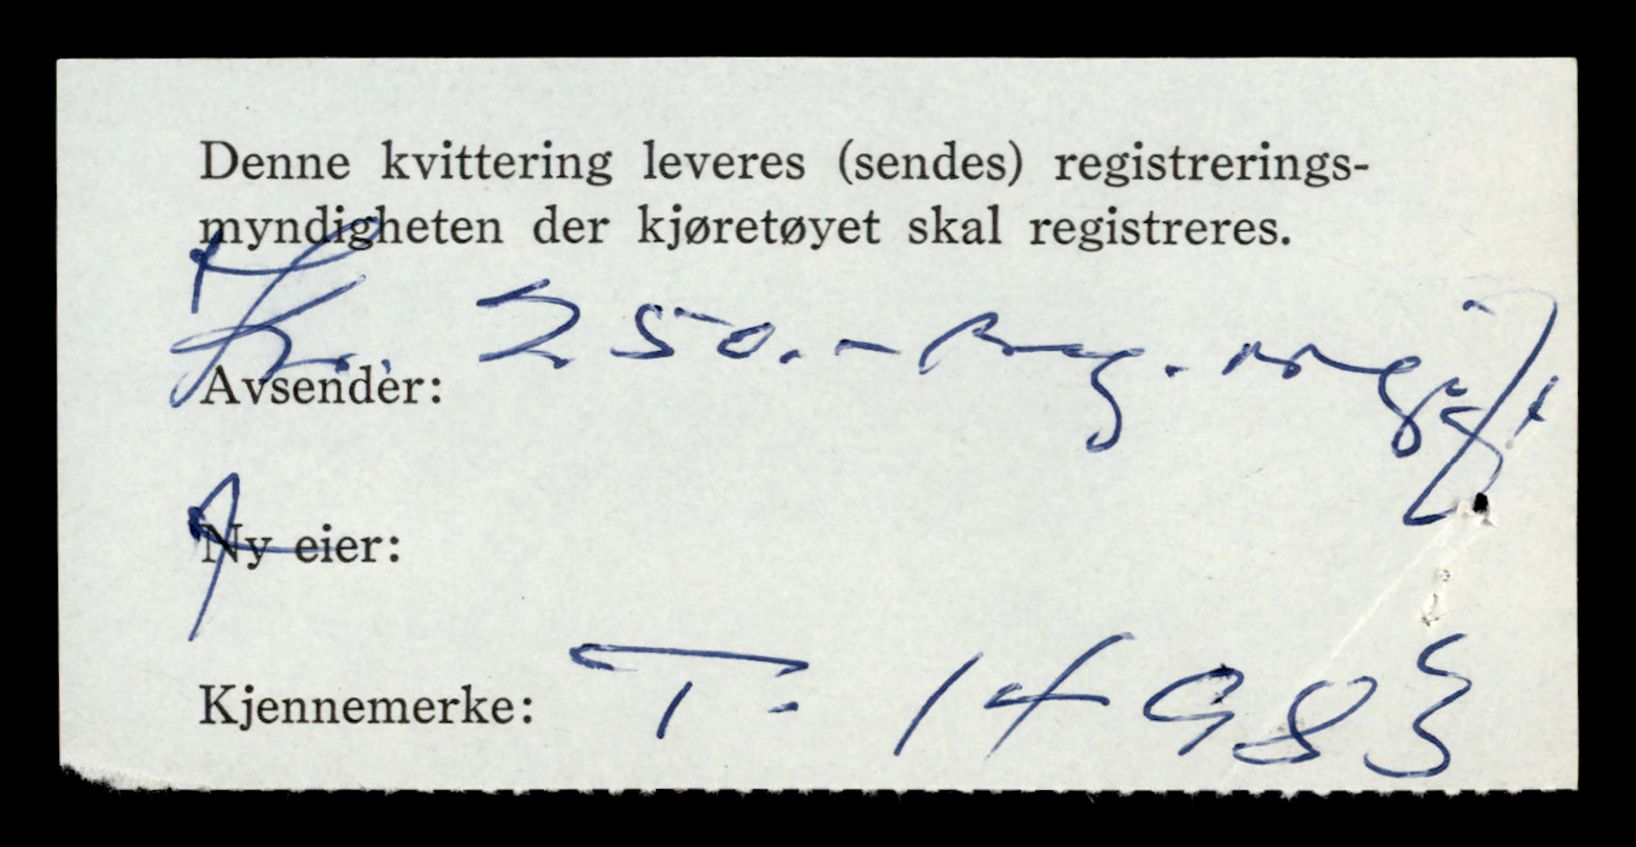 Denne kvittering leveres (sendes) registrerings-
myndigheten der kjøretøyet skal registreres.
Kr. 250.-
Avsender:
Ny eier:
Kjennemerke: T- 14983